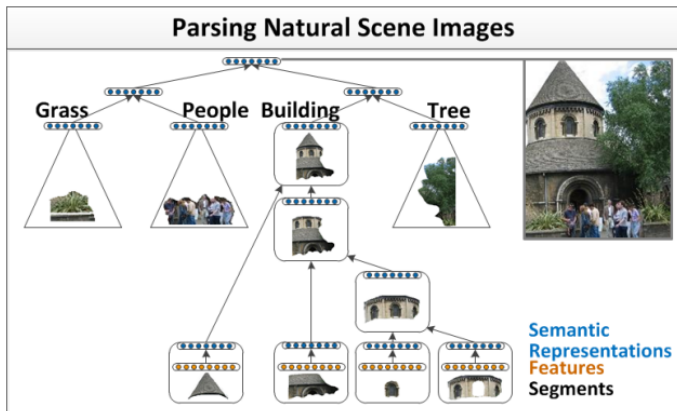 Parsing Natural Scene Images
Grass People Building Tree
Semantic
Representations
Features
Segments